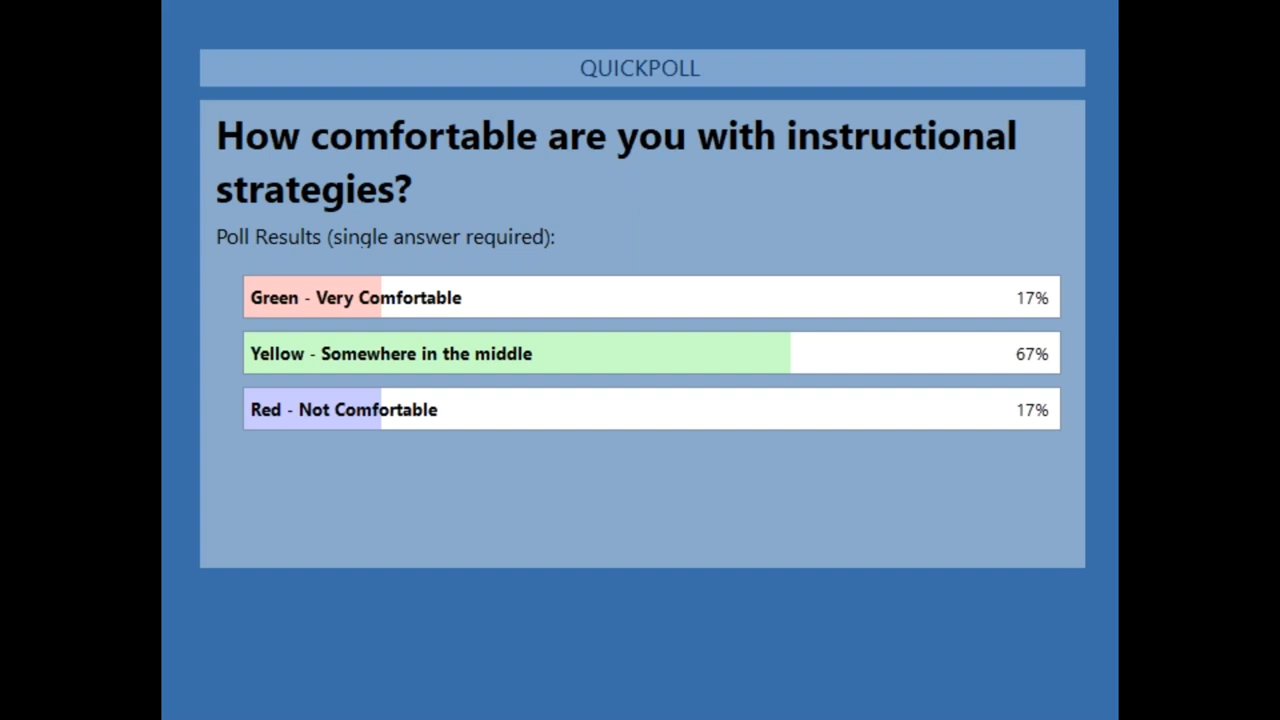 QUICKPOLL
How comfortable are you with instructional
strategies?
Poll Results (single answer required):
Green - Very Comfortable 17%
Yellow - Somewhere in the middle 67%
Red - Not Comfortable 17%